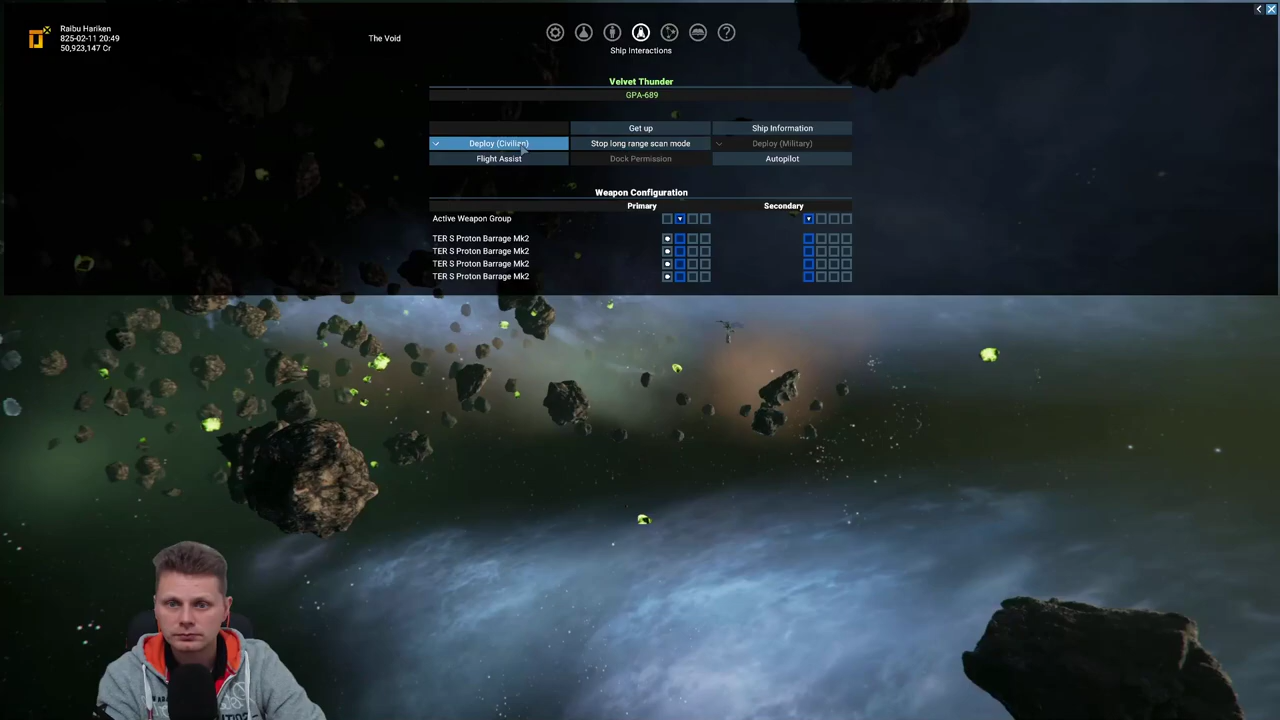 Raibu Hariken
825-02-11 20:49
50,923,147 Cr
The Void
?
Ship Interactions
Velvet Thunder
GPA-689
Get up
Ship Information
Deploy (Civilian)
Stop long range scan mode
Deploy (Military)
Flight Assist
Dock Permission
Autopilot
Weapon Configuration
Primary
Secondary
Active Weapon Group
TER S Proton Barrage Mk2
TER S Proton Barrage Mk2
TER S Proton Barrage Mk2
TER S Proton Barrage Mk2